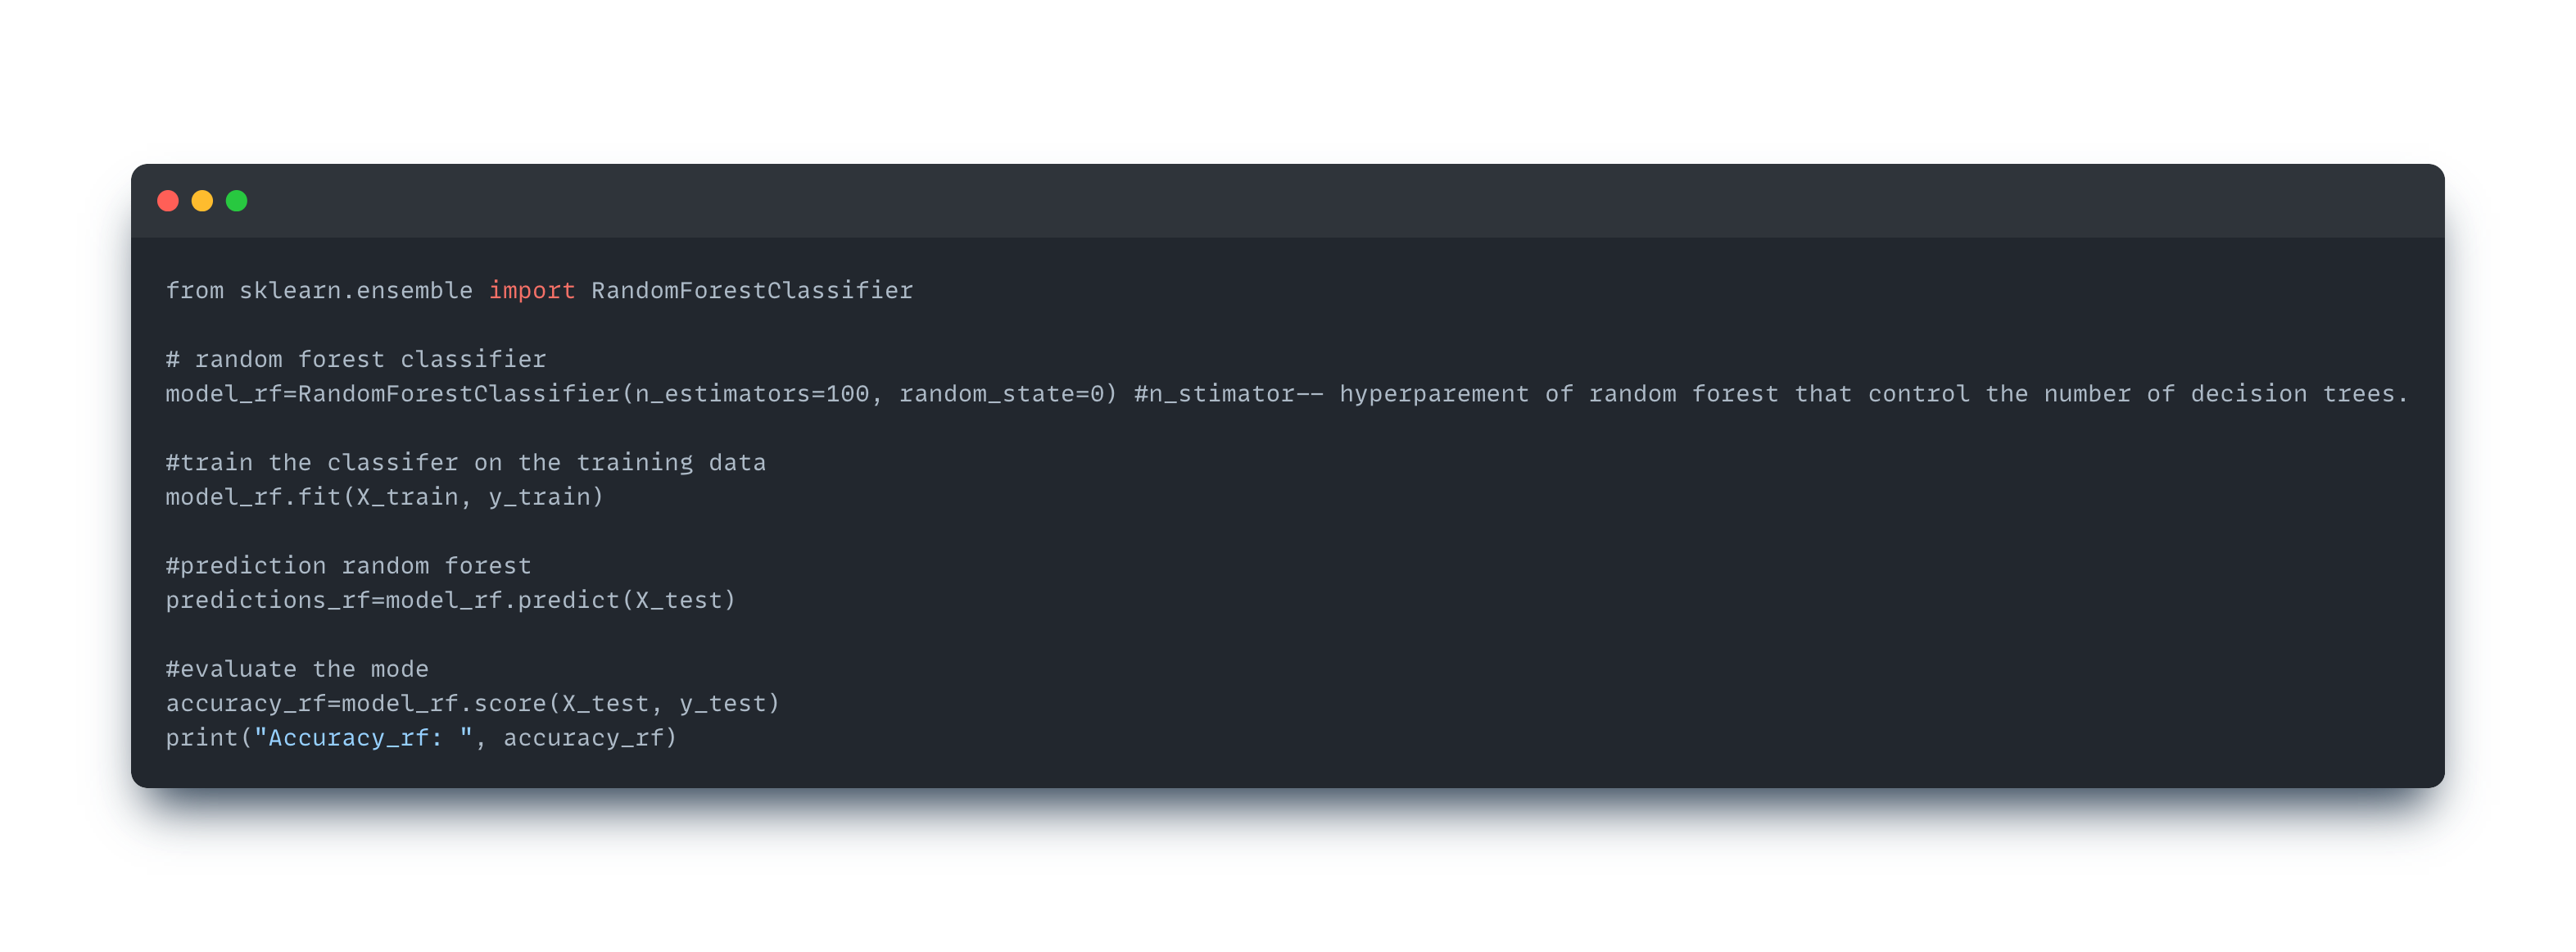 from sklearn.ensemble import RandomForestClassifier
# random forest classifier
model_rf=RandomForestClassifier(n_estimators=100, random_state=0) #n_stimator-- hyperparement of random forest that control the number of decision trees.
#train the classifer on the training data
model_rf.fit(X_train, y_train)
#prediction random forest
predictions_rf=model_rf.predict(X_test)
#evaluate the mode
accuracy_rf=model_rf.score(X_test, y_test)
print("Accuracy_rf: ", accuracy_rf)